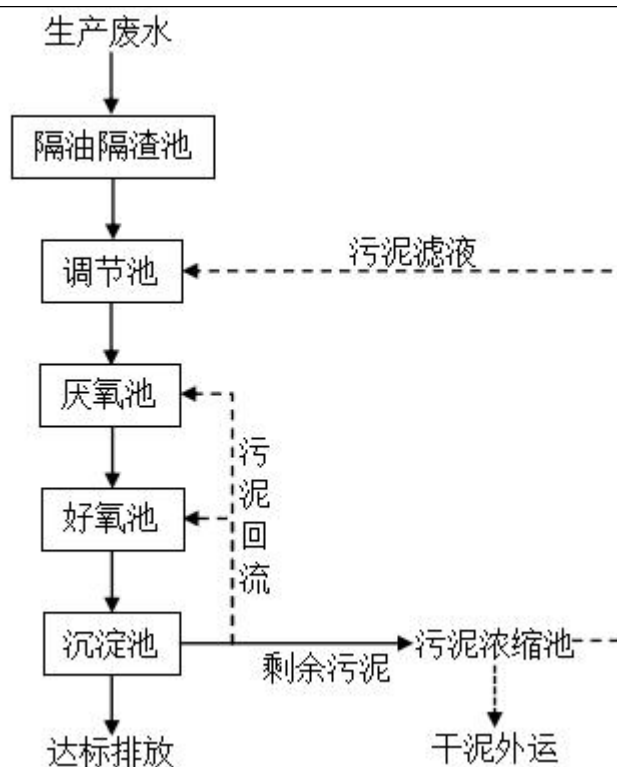 生产废水
隔油隔渣池
调节池
污泥滤液
厌氧池
污泥回流
好氧池
沉淀池
剩余污泥
污泥浓缩池
达标排放
干泥外运